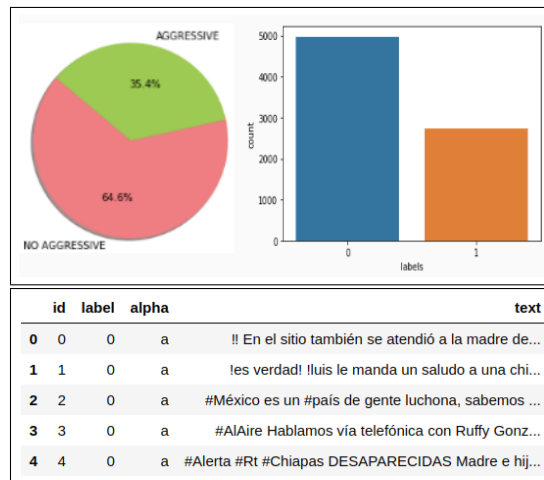 AGGRESSIVE
35.4%
64.6%
NO AGGRESSIVE
5000
4000
3000
2000
1000
0
count
0 1
labels
id label alpha text
0 0 0 a !! En el sitio también se atendió a la madre de...
1 1 0 a !es verdad! !luis le manda un saludo a una chi...
2 2 0 a #México es un #país de gente luchona, sabemos ...
3 3 0 a #AlAire Hablamos vía telefónica con Ruffy Gonz...
4 4 0 a #Alerta #Rt #Chiapas DESAPARECIDAS Madre e hij...